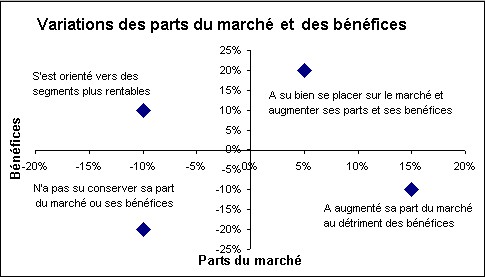 Variations des parts du marché et des bénéfices
25%
20%
15%
10%
5%
0%
-5%
-10%
-15%
-20%
-25%
-20%
-15%
-10%
-5%
0%
5%
10%
15%
20%
S'est orienté vers des
segments plus rentables
A su bien se placer sur le marché et
augmenter ses parts et ses benéfices
N'a pas su conserver sa part
du marché ou ses bénéfices
A augmenté sa part du marché
au détriment des bénéfices
Bénéfices
Parts du marché